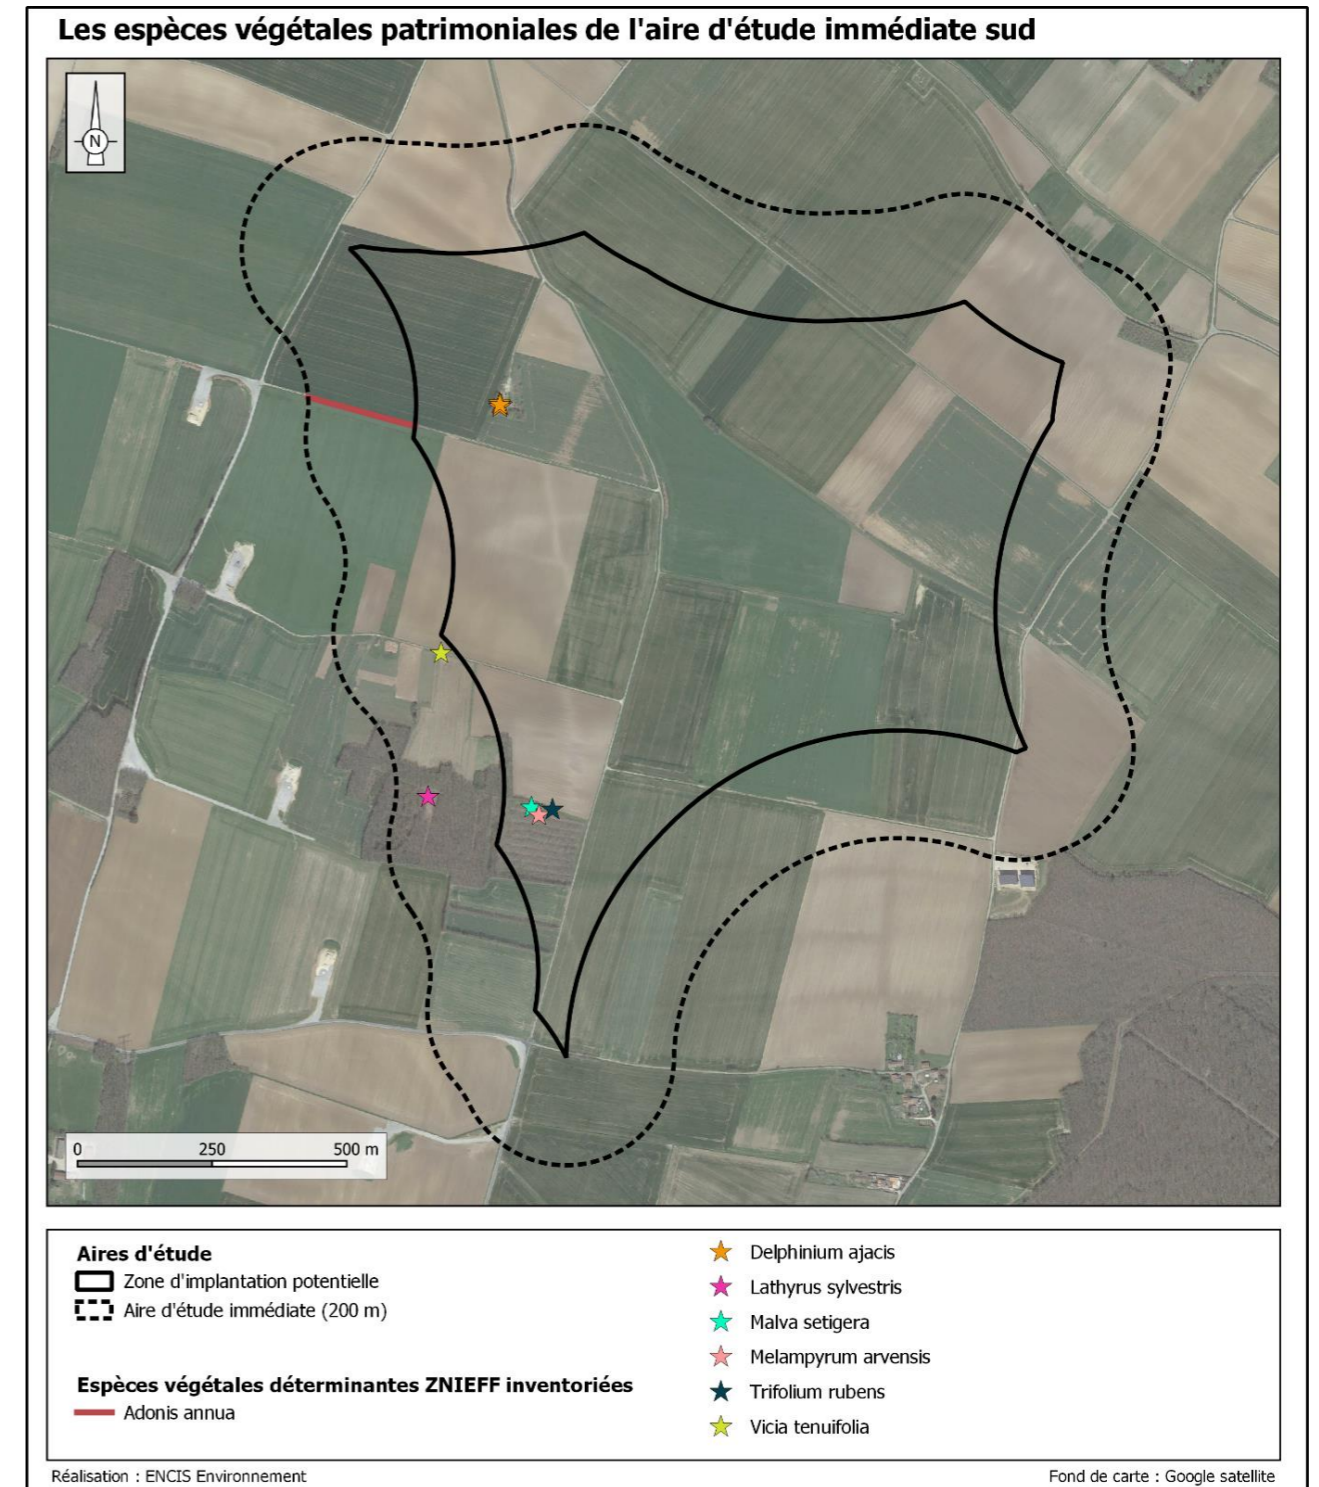 Les espèces végétales patrimoniales de l'aire d'étude immédiate sud
N
0 250 500 m
Aires d'étude
Zone d'implantation potentielle
Aire d'étude immédiate (200 m)
Espèces végétales déterminantes ZNIEFF inventoriées
Adonis annua
Delphinium ajacis
Lathyrus sylvestris
Malva setigera
Melampyrum arvensis
Trifolium rubens
Vicia tenuifolia
Réalisation : ENCIS Environnement
Fond de carte : Google satellite